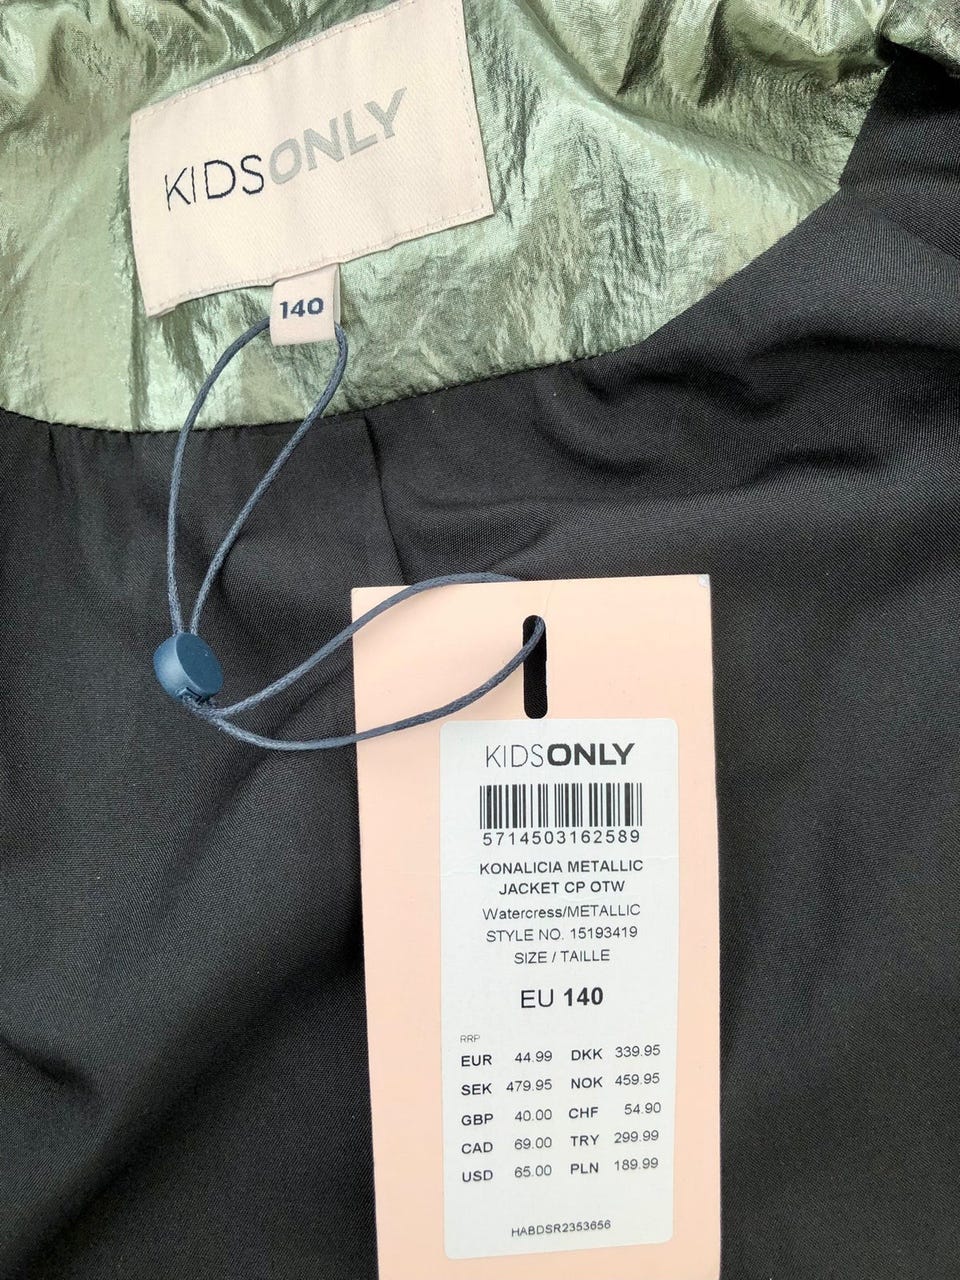 KIDSONLY
140
KIDSONLY
5714503162589
KONALICIA METALLIC
JACKET CP OTW
Watercress/METALLIC
STYLE NO. 15193419
SIZE / TAILLE
EU 140
RRP
EUR 44.99 DKK 339.95
SEK 479.95 NOK 459.95
GBP 40.00 CHF 54.90
CAD 69.00 TRY 299.99
USD 65.00 PLN 189.99
HABDSR2353656